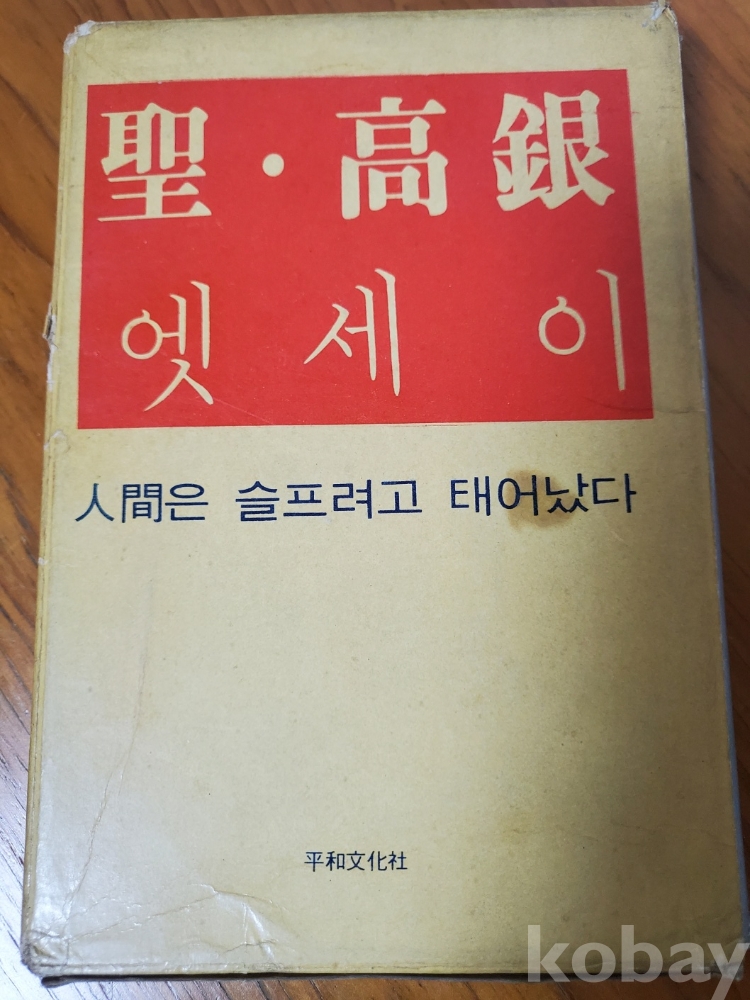 聖·高銀
엣세이
人間은 슬프려고 태어났다
平和文化社
kobay